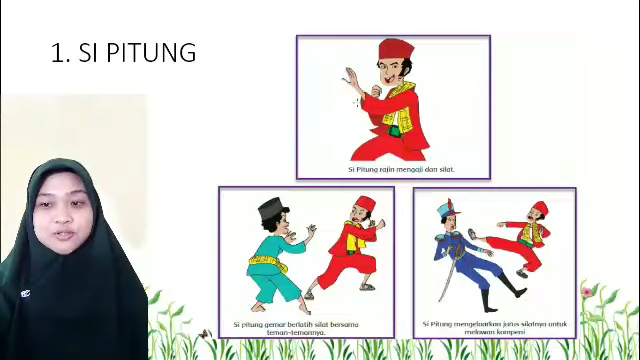 1. SI PITUNG
Si Pitung rajin mengaji dan silat.
Si pitung gemar berlatih silat bersama
teman-temannya.
Si Pitung mengeluarkan jurus silatnya untuk
melawan kompeni